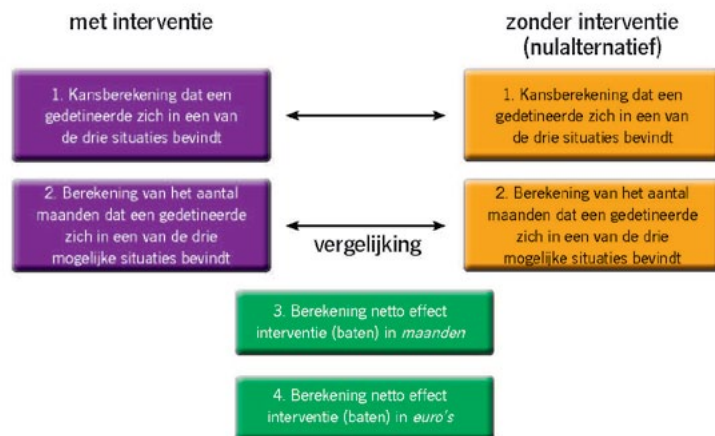 met interventie
zonder interventie
(nulalternatief)
1. Kansberekening dat een
gedetineerde zich in een van
de drie situaties bevindt
1. Kansberekening dat een
gedetineerde zich in een van
de drie situaties bevindt
2. Berekening van het aantal
maanden dat een gedetineerde
zich in een van de drie
mogelijke situaties bevindt
vergelijking
2. Berekening van het aantal
maanden dat een gedetineerde
zich in een van de drie
mogelijke situaties bevindt
3. Berekening netto effect
interventie (baten) in maanden
4. Berekening netto effect
interventie (baten) in euro's